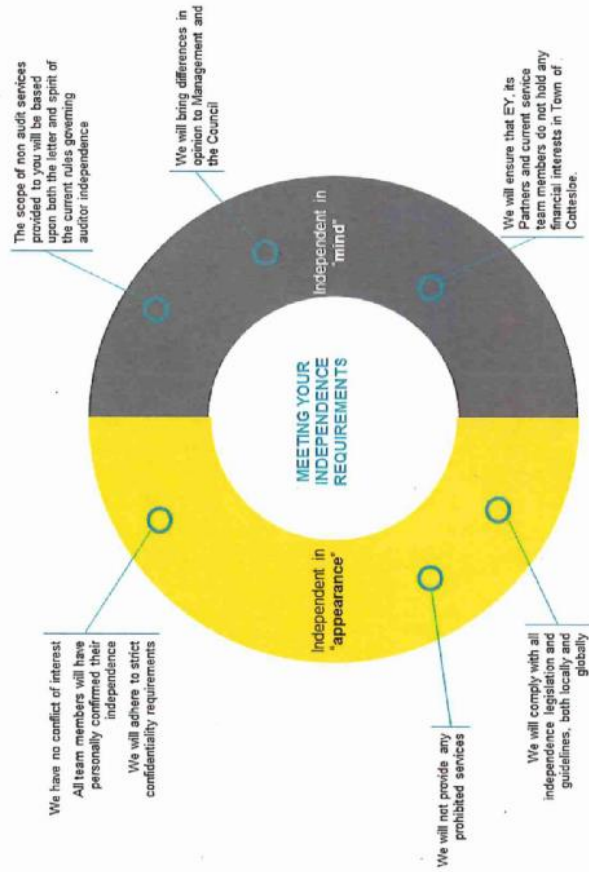 We have no conflict of interest
All team members will have
personally confirmed their
independence
We will adhere to strict
confidentiality requirements
We will not provide any
prohibited services
We will comply with all
independence legislation and
guidelines, both locally and
globally
Independent in
"appearance"
MEETING YOUR
INDEPENDENCE
REQUIREMENTS
Independent in
"mind"
The scope of non audit services
provided to you will be based
upon both the letter and spirit of
the current rules governing
auditor independence
We will bring differences in
opinion to Management and
the Council
We will ensure that EY, its
Partners and current service
team members do not hold any
financial interests in Town of
Cottesloe.